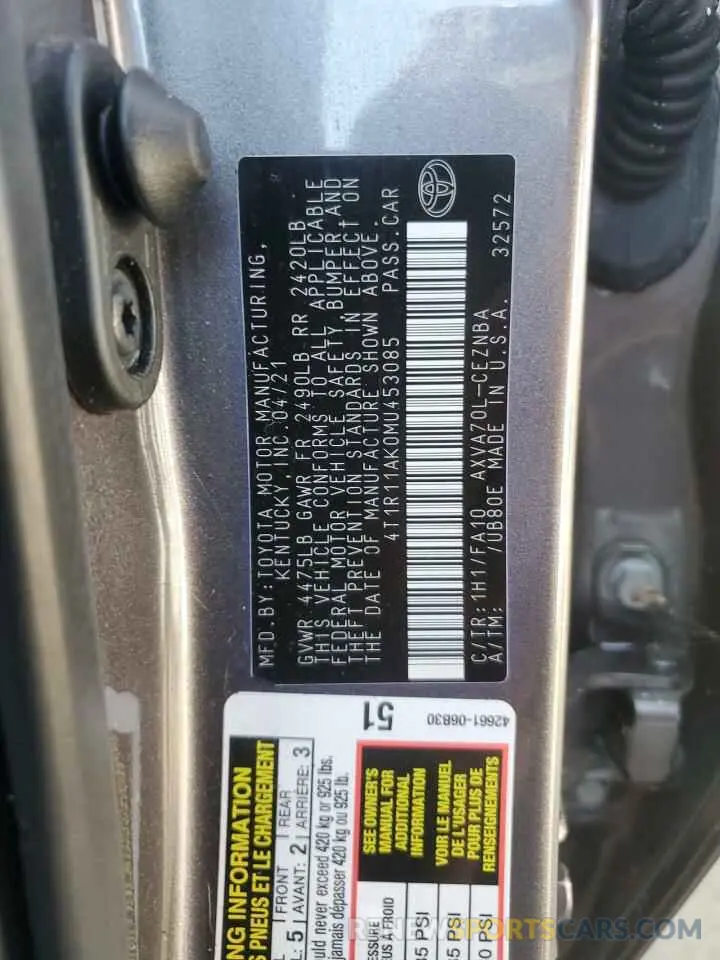 MFD.BY:TOYOTA MOTOR MANUFACTURING,
KENTUCKY,INC.04/21
GVWR 4475LB GAWR FR 2490LB RR 2420LB
THIS VEHICLE CONFORMS TO ALL APPLICABLE
FEDERAL MOTOR VEHICLE SAFETY, BUMPER AND
THEFT PREVENTION STANDARDS IN EFFECT ON
THE DATE OF MANUFACTURE SHOWN ABOVE.
4T1R11AK0MU453085 PASS.CAR
C/TR:1H1/FA10 AXVA70L-CEZNBA
A/TM: /UB80E MADE IN U.S.A. 32572
NG INFORMATION
S PNEUS ET LE CHARGEMENT
FRONT REAR
5 AVANT: 2 ARRIÈRE: 3
never exceed 420 kg or 925 lbs.
jamais dépasser 420 kg ou 925 lb.
51
42661-06B30
SEE OWNER'S
MANUAL FOR
ADDITIONAL
INFORMATION
VOIR LE MANUEL
DE L'USAGER
POUR PLUS DE
RENSEIGNEMENTS
À FROID
PSI
PSI
PSI
RENEWSPORTSCARS.COM